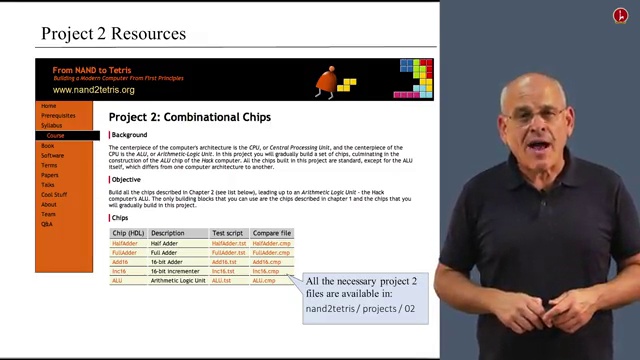 Project 2 Resources
From NAND to Tetris
Building a Modern Computer From First Principles
www.nand2tetris.org
Home
Prerequisites
Syllabus
Course
Book
Software
Terms
Papers
Talks
Cool Stuff
About
Team
Q&A
Project 2: Combinational Chips
Background
The centerpiece of the computer's architecture is the CPU, or Central Processing Unit, and the centerpiece of
the CPU is the ALU, or Arithmetic-Logic Unit. In this project you will gradually build a set of chips, culminating in the
construction of the ALU chip of the Hack computer. All the chips built in this project are standard, except for the ALU
itself, which differs from one computer architecture to another.
Objective
Build all the chips described in Chapter 2 (see list below), leading up to an Arithmetic Logic Unit - the Hack
computer's ALU. The only building blocks that you can use are the chips described in chapter 1 and the chips that you
will gradually build in this project.
Chips
Chip (HDL) Description Test script Compare file
HalfAdder Half Adder HalfAdder.tst HalfAdder.cmp
FullAdder Full Adder FullAdder.tst FullAdder.cmp
Add16 16-bit Adder Add16.tst Add16.cmp
Inc16 16-bit incrementer Inc16.tst Inc16.cmp
ALU Arithmetic Logic Unit ALU.tst ALU.cmp
All the necessary project 2
files are available in:
nand2tetris / projects / 02